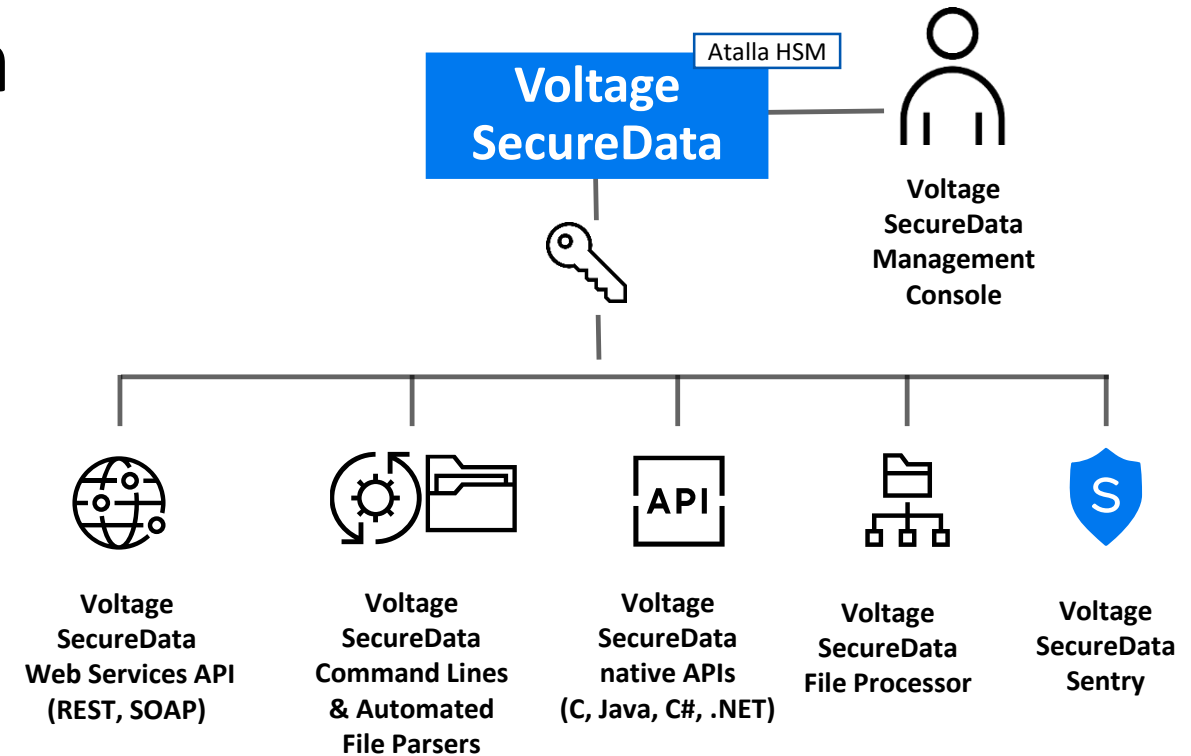 n
Atalla HSM
Voltage
SecureData
Voltage
SecureData
Management
Console
API
S
Voltage
SecureData
Web Services API
(REST, SOAP)
Voltage
SecureData
Command Lines
& Automated
File Parsers
Voltage
SecureData
native APIs
(C, Java, C#, .NET)
Voltage
SecureData
File Processor
Voltage
SecureData
Sentry